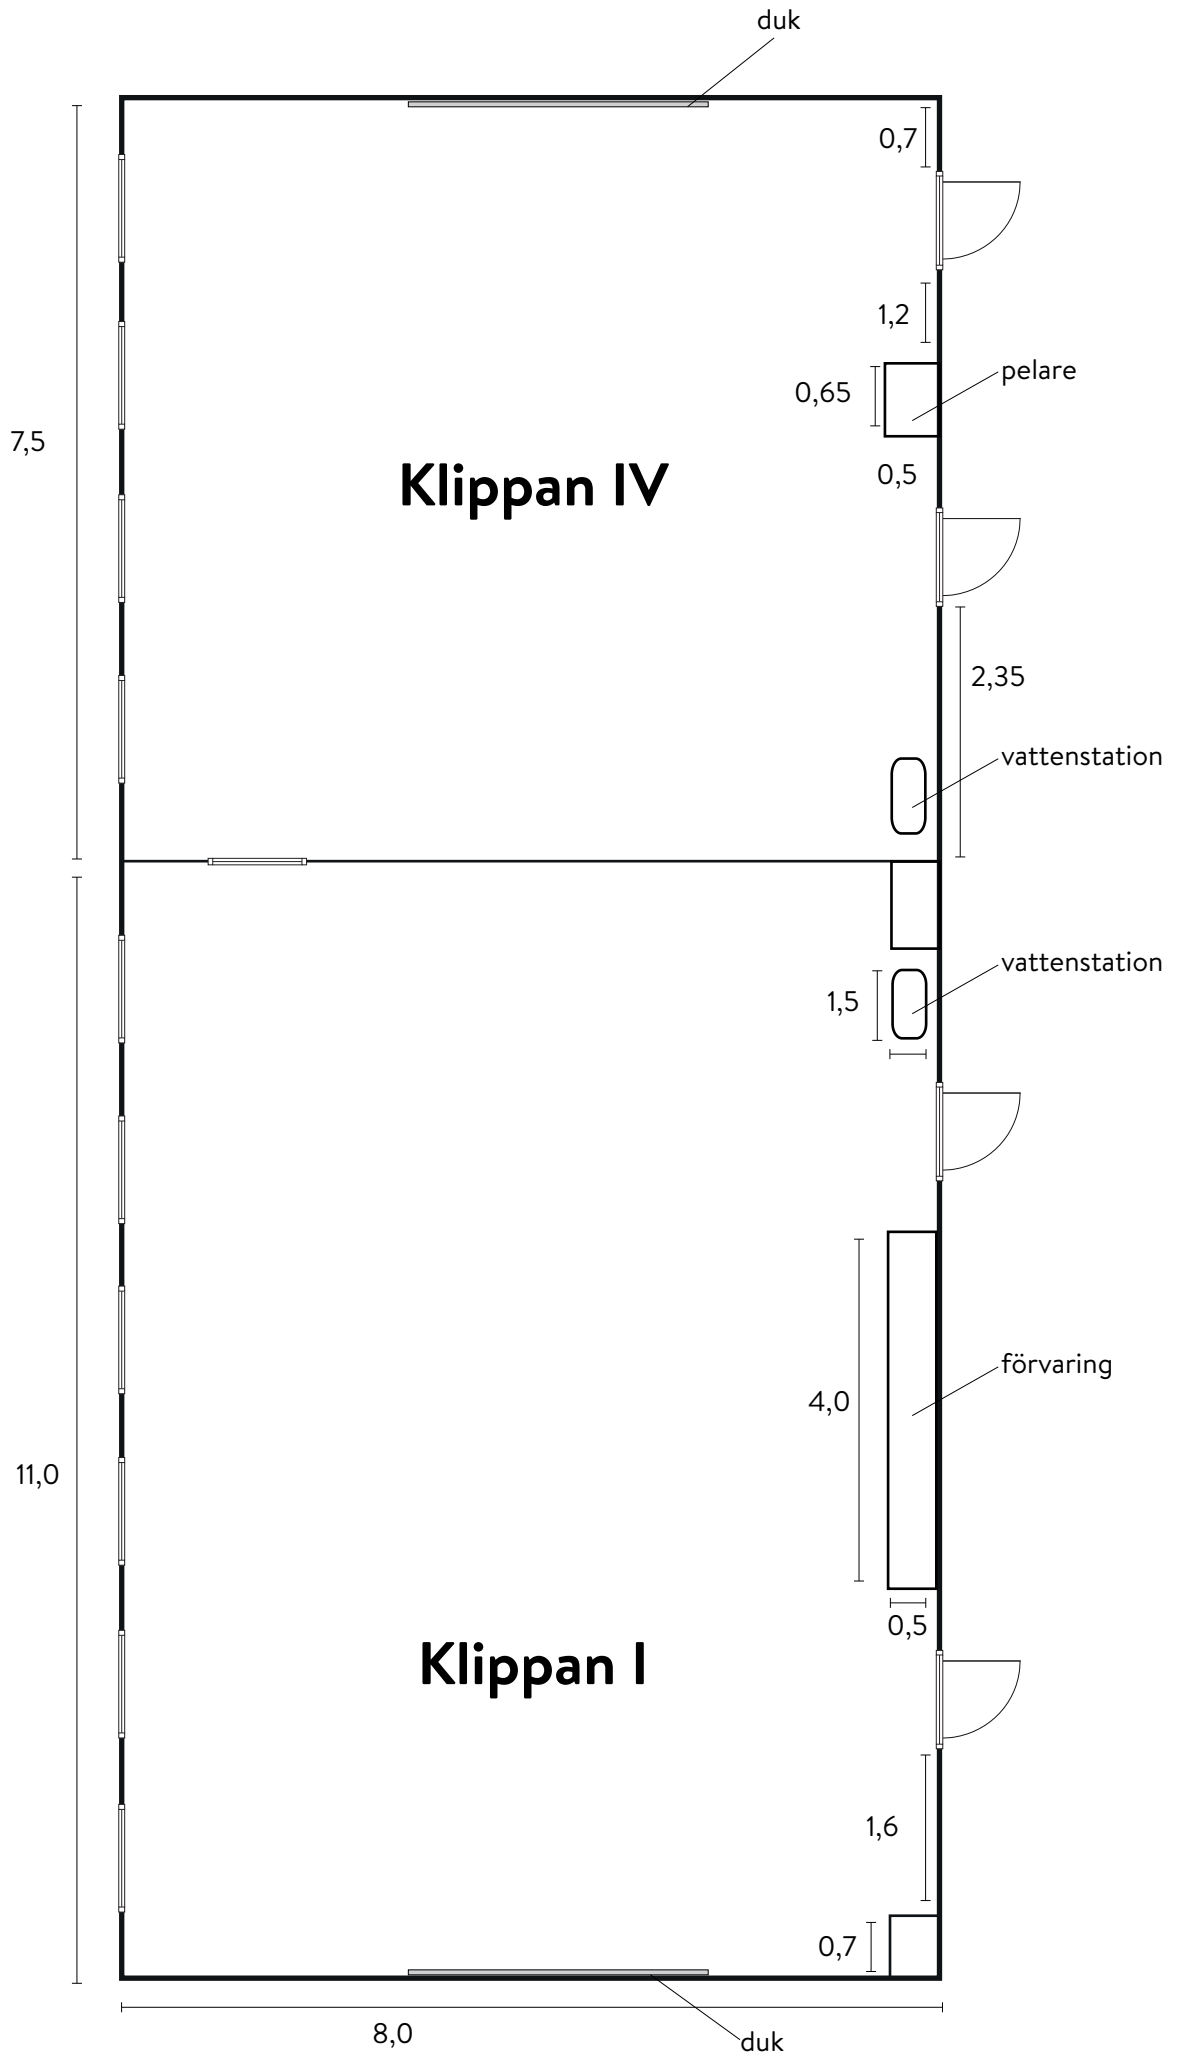 duk
0,7
1,2
pelare
0,65
7,5
0,5
Klippan IV
2,35
vattenstation
vattenstation
1,5
förvaring
4,0
11,0
0,5
Klippan I
1,6
0,7
8,0
duk